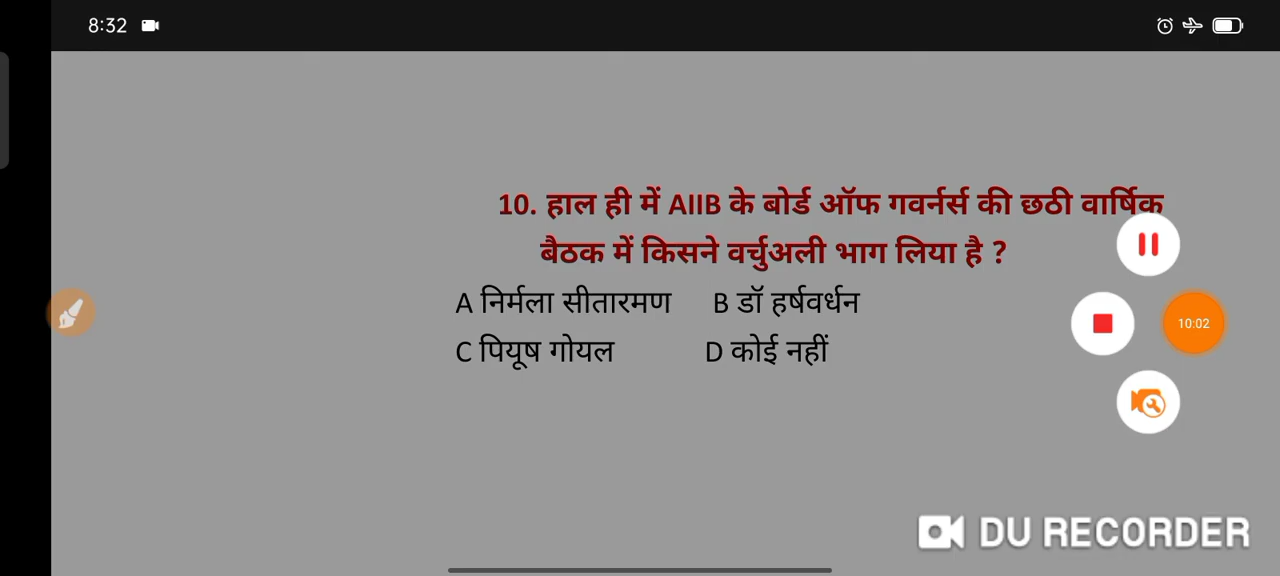 8:32
10. हाल ही में AIIB के बोर्ड ऑफ गवर्नर्स की छठी वार्षिक
बैठक में किसने वर्चुअली भाग लिया है ?
A निर्मला सीतारमण B डॉ हर्षवर्धन
C पियूष गोयल D कोई नहीं
10:02
DU RECORDER